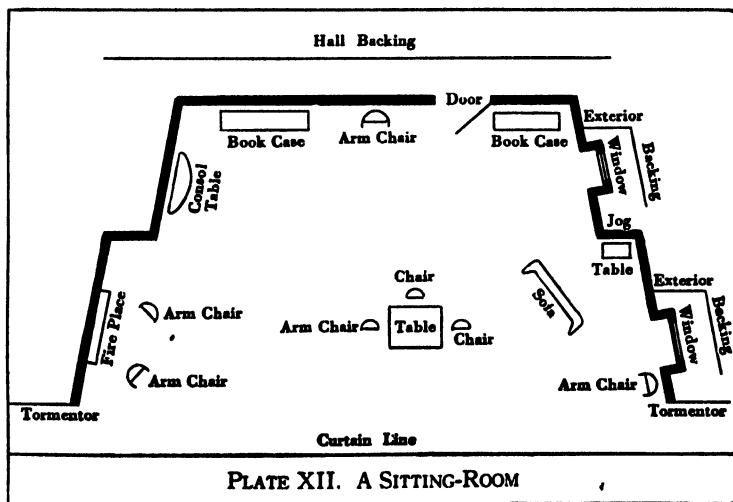 Hall Backing
Door
Exterior
Book Case
Arm Chair
Book Case
Window
Backing
Consol
Table
Jog
Table
Exterior
Chair
Sofa
Fire Place
Arm Chair
Arm Chair
Table
Chair
Window
Backing
Arm Chair
Arm Chair
Tormentor
Tormentor
Curtain Line
PLATE XII. A SITTING-ROOM